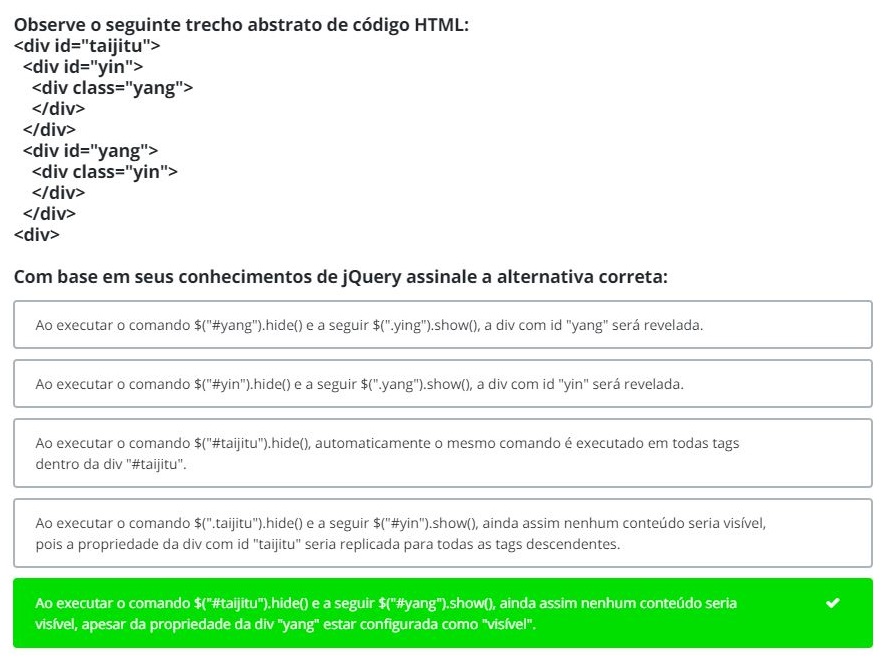 Observe o seguinte trecho abstrato de código HTML:
<div id="taijitu">
<div id="yin">
<div class="yang">
</div>
</div>
<div id="yang">
<div class="yin">
</div>
</div>
<div>
Com base em seus conhecimentos de jQuery assinale a alternativa correta:
Ao executar o comando $("#yang").hide() e a seguir $(".ying").show(), a div com id "yang" será revelada.
Ao executar o comando $("#yin").hide() e a seguir $(".yang").show(), a div com id "yin" será revelada.
Ao executar o comando $("#taijitu").hide(), automaticamente o mesmo comando é executado em todas tags
dentro da div "#taijitu".
Ao executar o comando $(".taijitu").hide() e a seguir $("#yin").show(), ainda assim nenhum conteúdo seria visível,
pois a propriedade da div com id "taijitu" seria replicada para todas as tags descendentes.
Ao executar o comando $("#taijitu").hide() e a seguir $("#yang").show(), ainda assim nenhum conteúdo seria
visível, apesar da propriedade da div "yang" estar configurada como "visível".